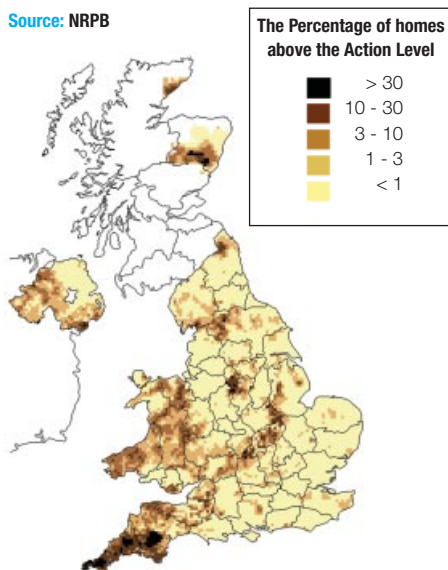 Source: NRPB
The Percentage of homes
above the Action Level
> 30
10 - 30
3 - 10
1 - 3
< 1